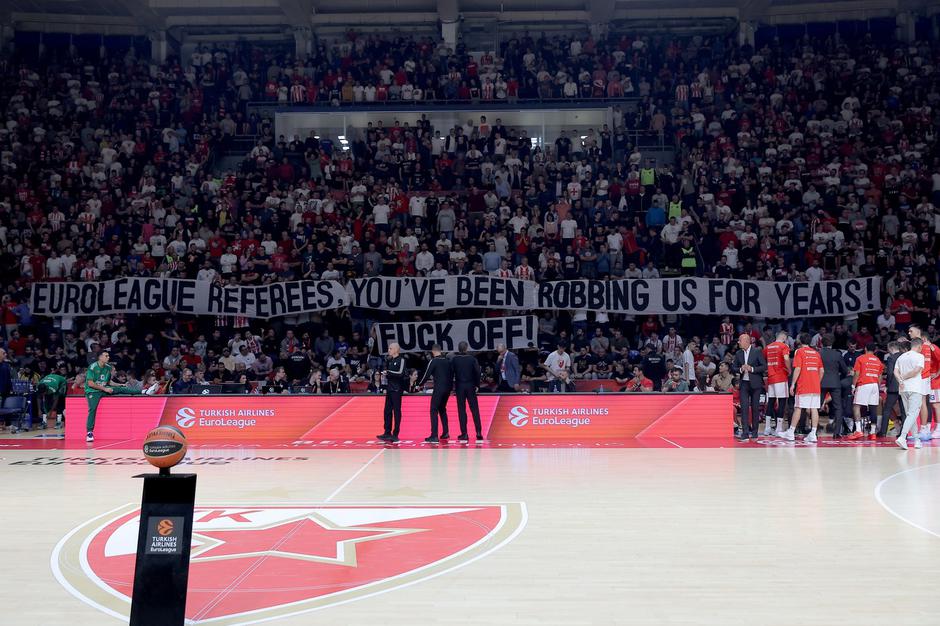 EUROLEAGUE REFEREES, YOU'VE BEEN ROBBING US FOR YEARS!
FUCK OFF!
TURKISH AIRLINES
EuroLeague
TURKISH AIRLINES
EuroLeague
KK
TURKISH
AIRLINES
EuroLeague